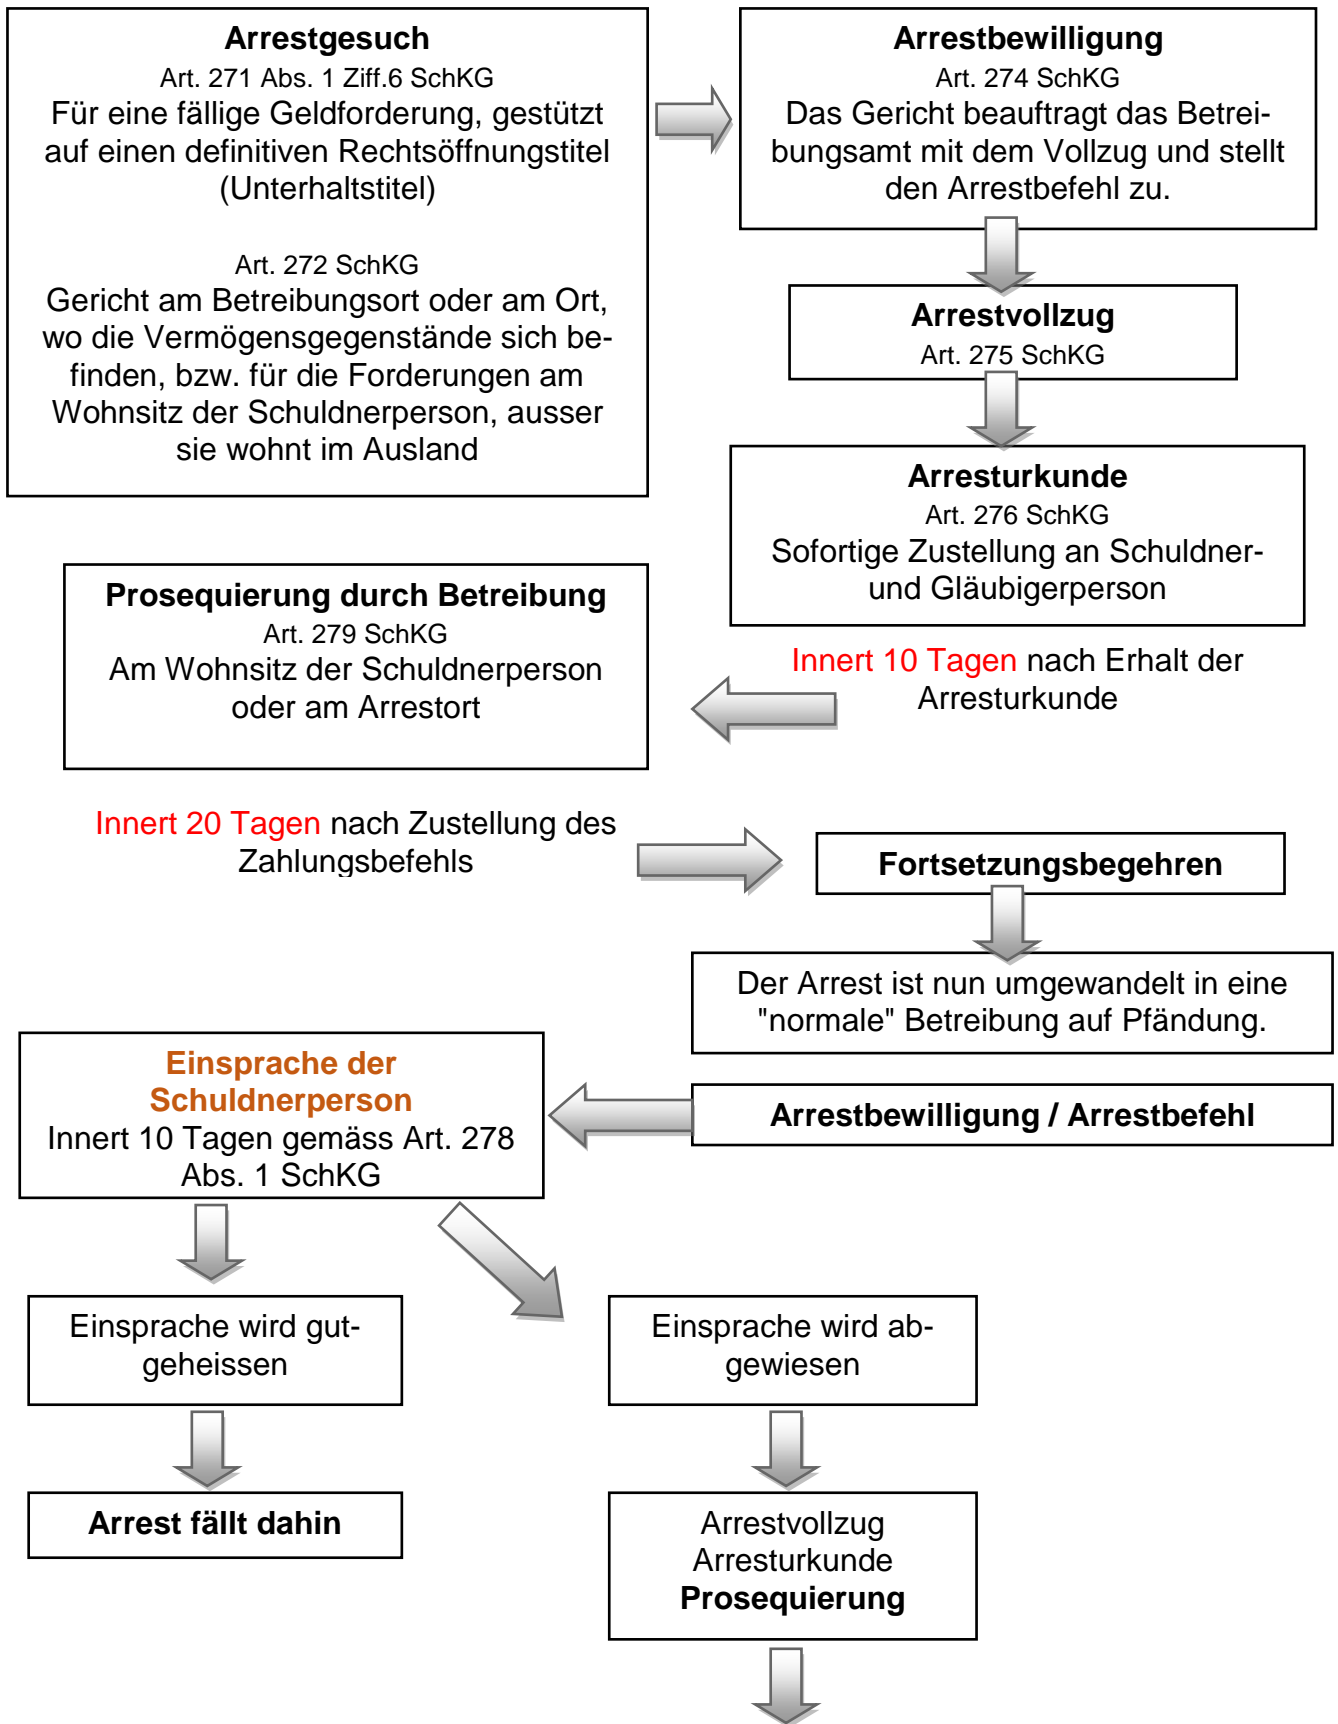 Arrestgesuch
Art. 271 Abs. 1 Ziff.6 SchKG
Für eine fällige Geldforderung, gestützt
auf einen definitiven Rechtsöffnungstitel
(Unterhaltstitel)
Art. 272 SchKG
Gericht am Betreibungsort oder am Ort,
wo die Vermögensgegenstände sich be-
finden, bzw. für die Forderungen am
Wohnsitz der Schuldnerperson, ausser
sie wohnt im Ausland
Arrestbewilligung
Art. 274 SchKG
Das Gericht beauftragt das Betrei-
bungsamt mit dem Vollzug und stellt
den Arrestbefehl zu.
Arrestvollzug
Art. 275 SchKG
Arresturkunde
Art. 276 SchKG
Sofortige Zustellung an Schuldner-
und Gläubigerperson
Innert 10 Tagen nach Erhalt der
Arresturkunde
Prosequierung durch Betreibung
Art. 279 SchKG
Am Wohnsitz der Schuldnerperson
oder am Arrestort
Innert 20 Tagen nach Zustellung des
Zahlungsbefehls
Fortsetzungsbegehren
Der Arrest ist nun umgewandelt in eine
"normale" Betreibung auf Pfändung.
Arrestbewilligung / Arrestbefehl
Einsprache der
Schuldnerperson
Innert 10 Tagen gemäss Art. 278
Abs. 1 SchKG
Einsprache wird gut-
geheissen
Arrest fällt dahin
Einsprache wird ab-
gewiesen
Arrestvollzug
Arresturkunde
Prosequierung